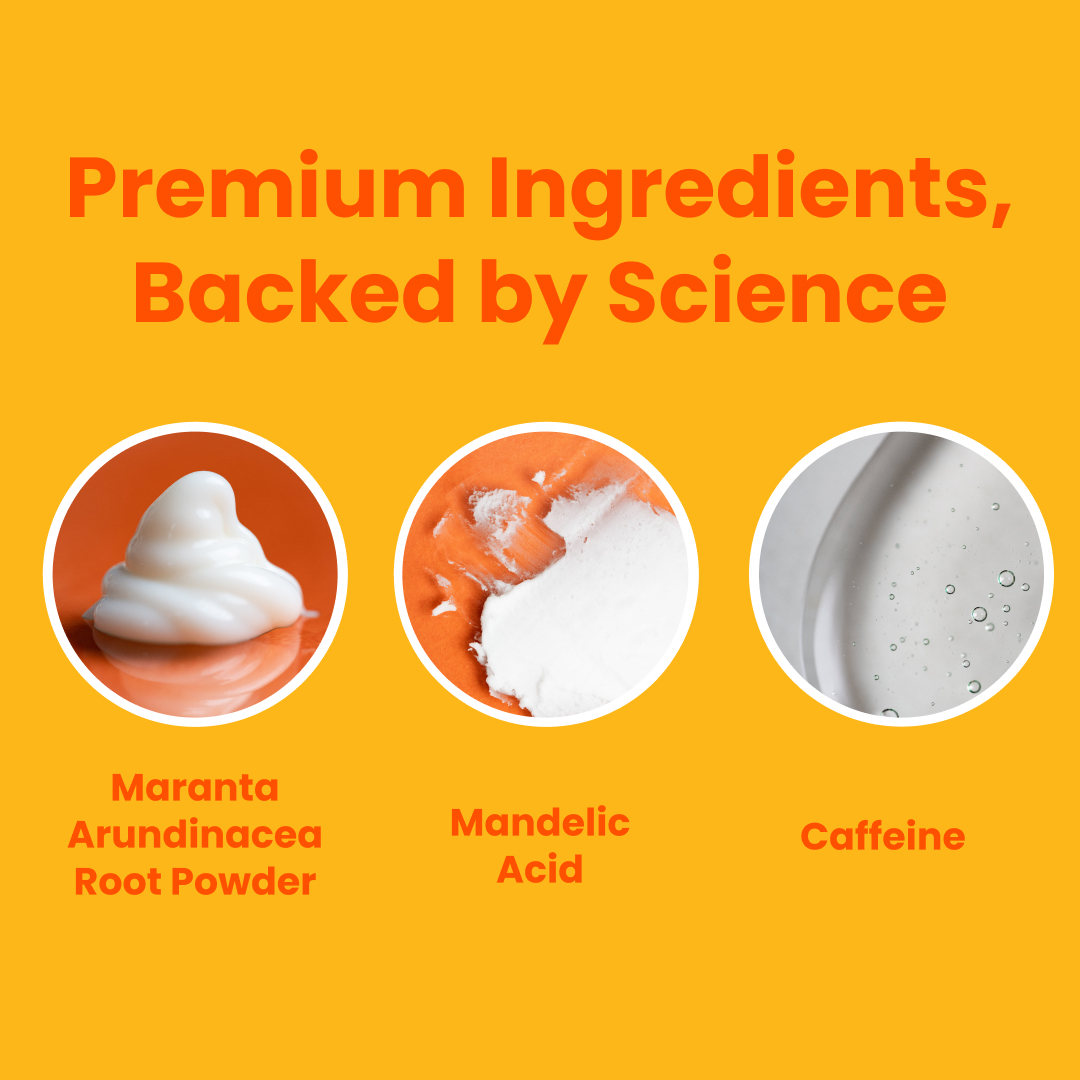 Premium Ingredients,
Backed by Science
Maranta
Arundinacea
Root Powder
Mandelic
Acid
Caffeine